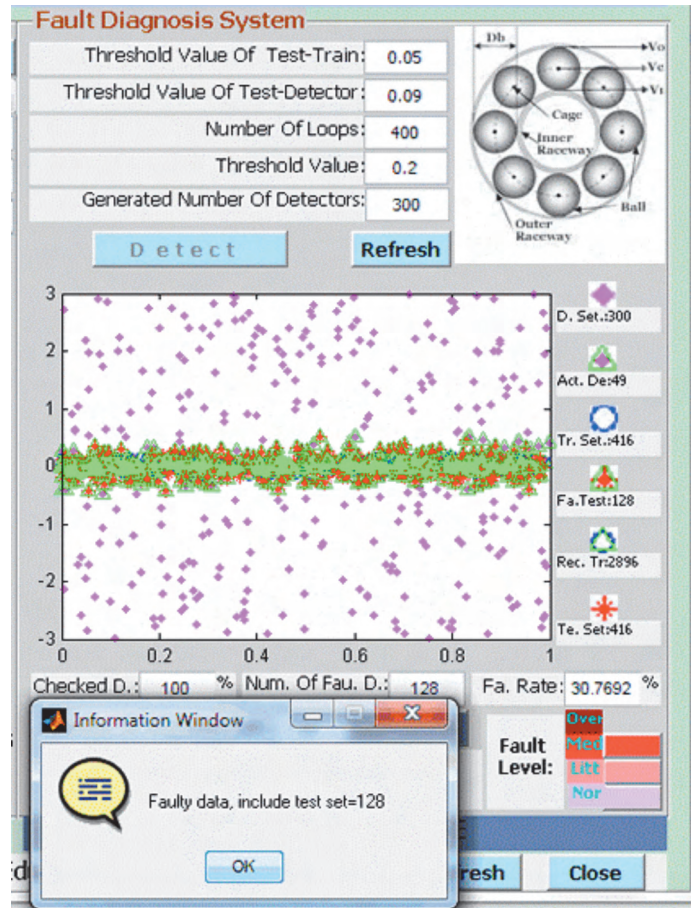 Fault Diagnosis System
Threshold Value Of Test-Train: 0.05
Threshold Value Of Test-Detector: 0.09
Number Of Loops: 400
Threshold Value: 0.2
Generated Number Of Detectors: 300
Detect Refresh
Db
Vo
Vc
Vi
Cage
Inner
Raceway
Ball
Outer
Raceway
3
2
1
0
-1
-2
-3
0 0.2 0.4 0.6 0.8 1
D. Set.:300
Act. De:49
Tr. Set.:416
Fa.Test:128
Rec. Tr:2896
Te. Set:416
Checked D.: 100 % Num. Of Fau. D.: 128 Fa. Rate: 30.7692 %
Information Window
Faulty data, include test set=128
OK
Fault
Level:
Over
Med
Litt
Nor
resh Close